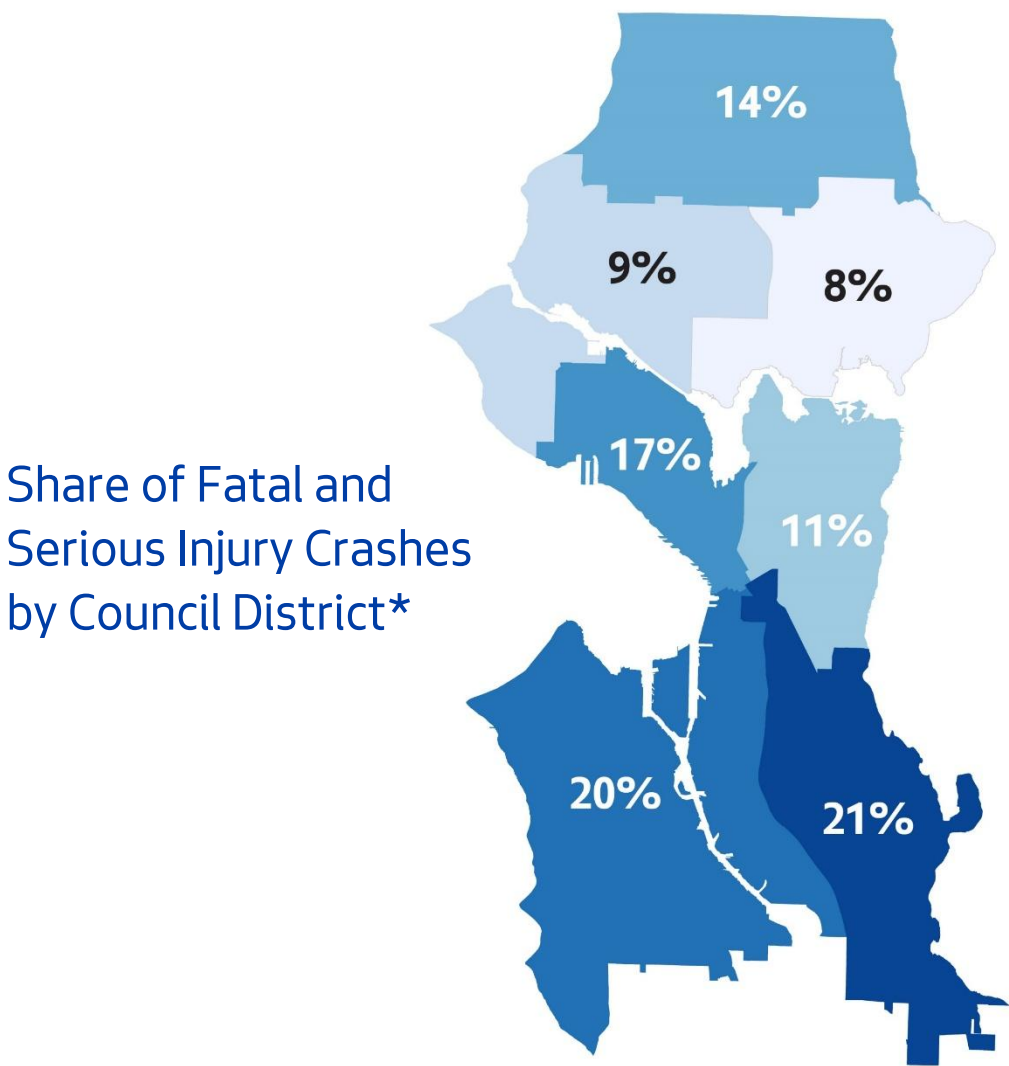 14%
9%
8%
17%
Share of Fatal and
Serious Injury Crashes
by Council District*
11%
20%
21%